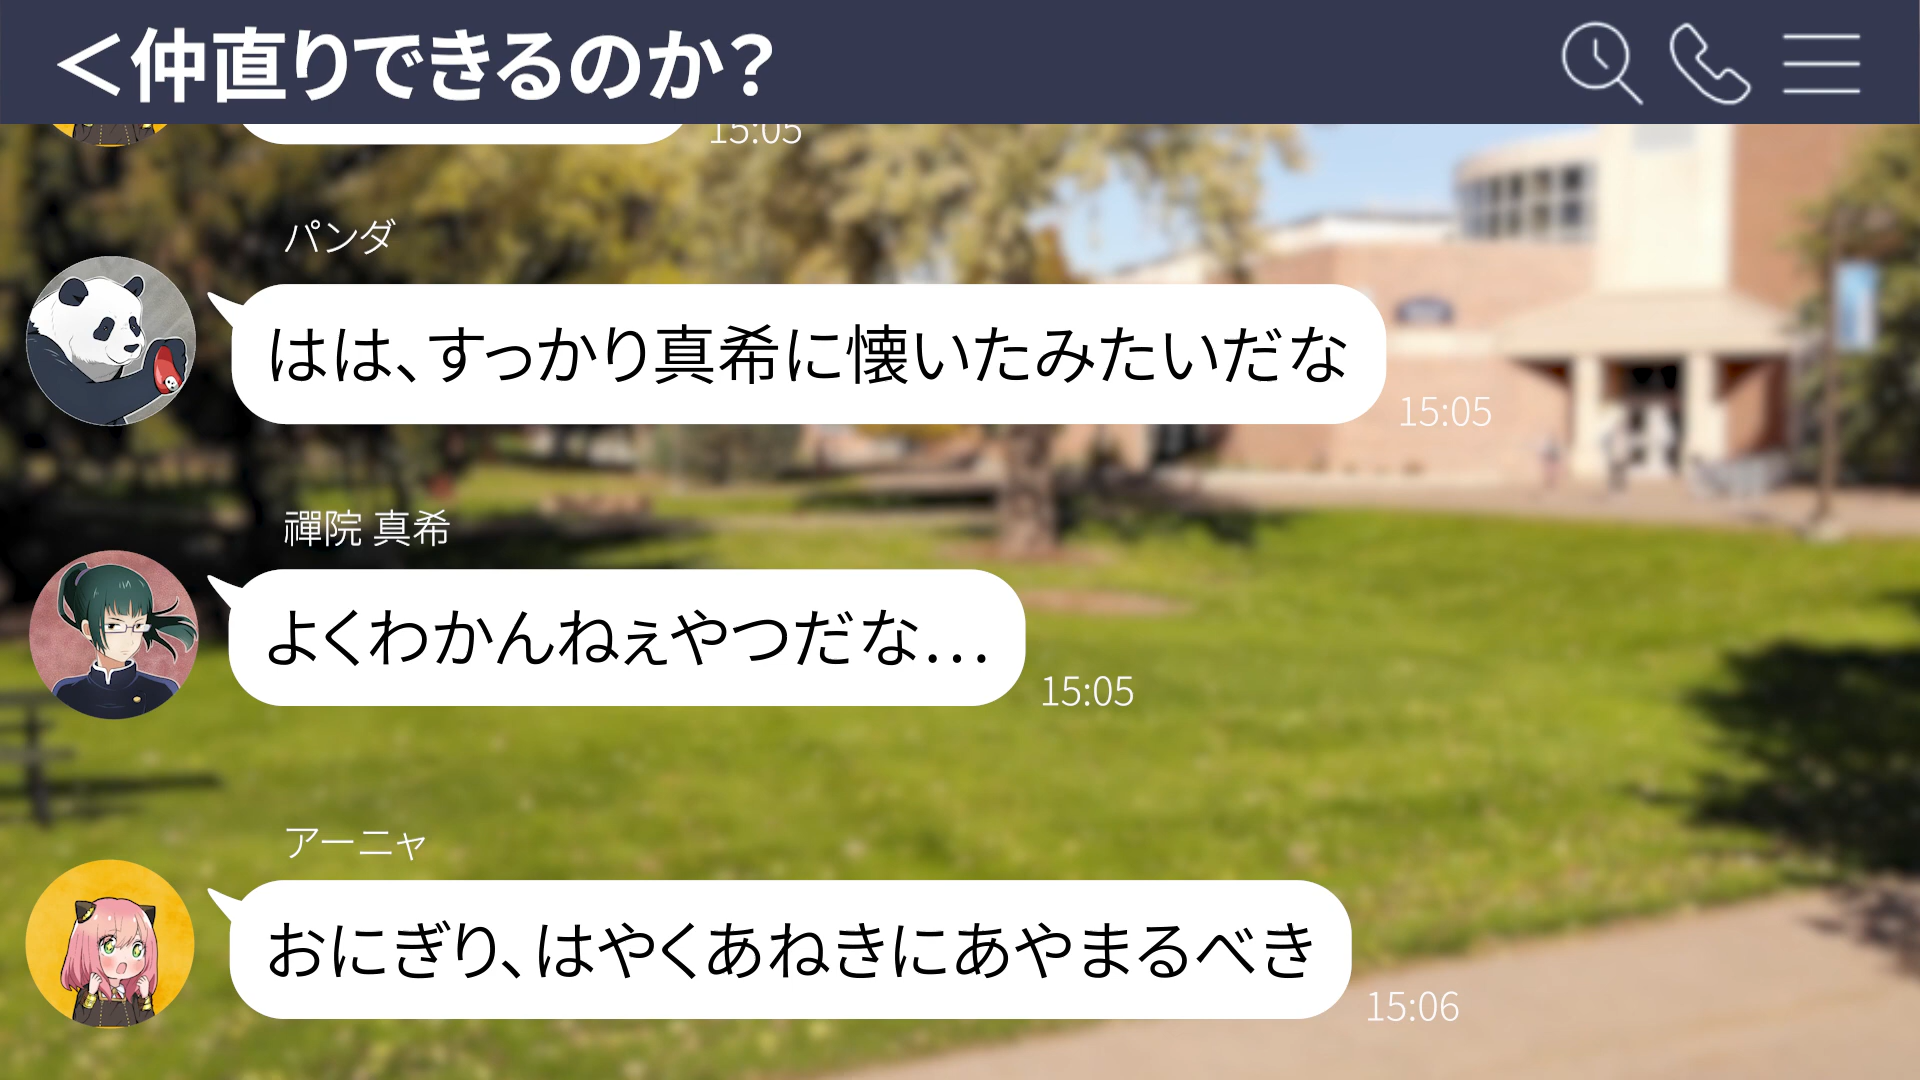 ＜仲直りできるのか？
15:05
パンダ
はは、すっかり真希に懐いたみたいだな
15:05
禪院 真希
よくわかんねぇやつだな…
15:05
アーニャ
おにぎり、はやくあねきにあやまるべき
15:06